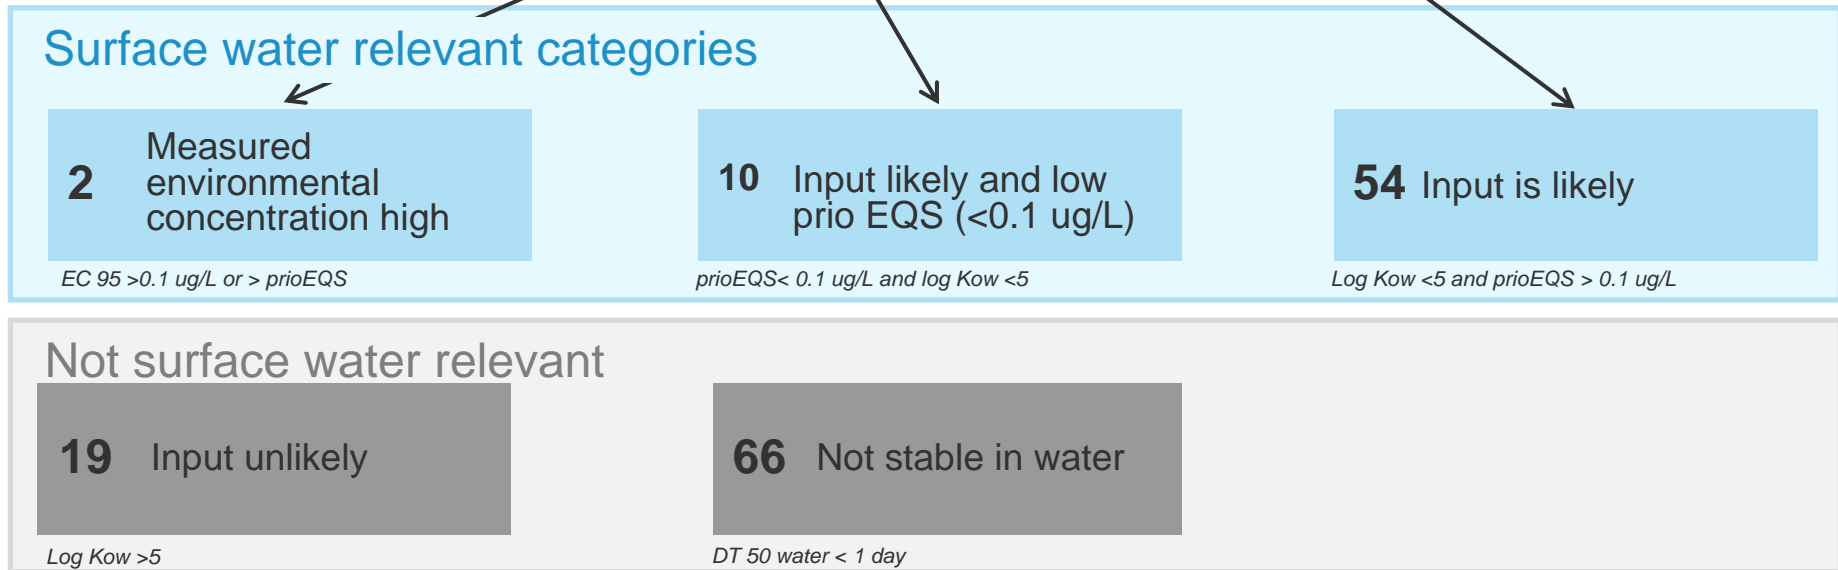 Surface water relevant categories
2
Measured
environmental
concentration high
EC 95 >0.1 ug/L or > prioEQS
10
Input likely and low
prio EQS (<0.1 ug/L)
prioEQS< 0.1 ug/L and log Kow <5
54 Input is likely
Log Kow <5 and prioEQS > 0.1 ug/L
Not surface water relevant
19 Input unlikely
Log Kow >5
66 Not stable in water
DT 50 water < 1 day